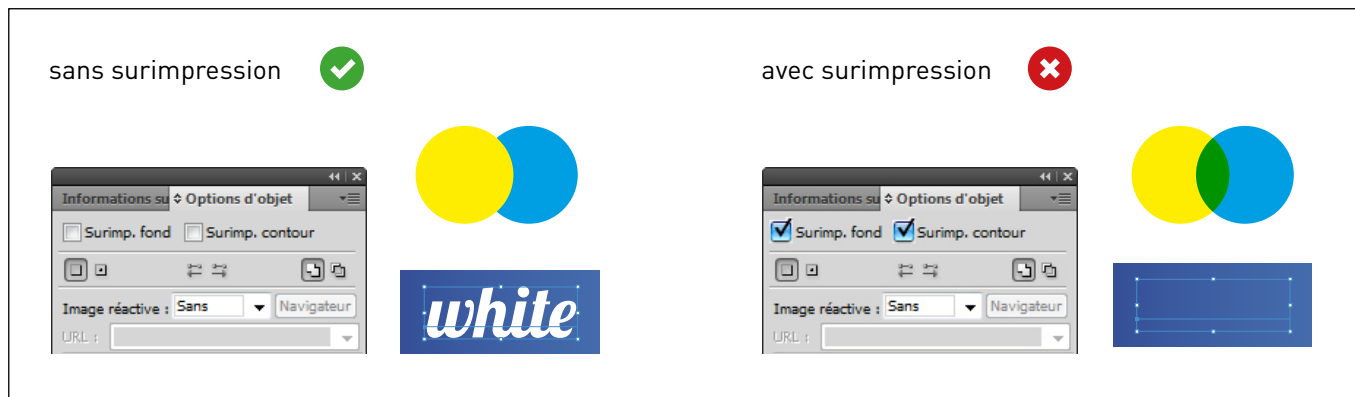 sans surimpression
Informations su Options d'objet
Surimp. fond Surimp. contour
Image réactive : Sans Navigateur
URL :
white
avec surimpression
Informations su Options d'objet
Surimp. fond Surimp. contour
Image réactive : Sans Navigateur
URL :